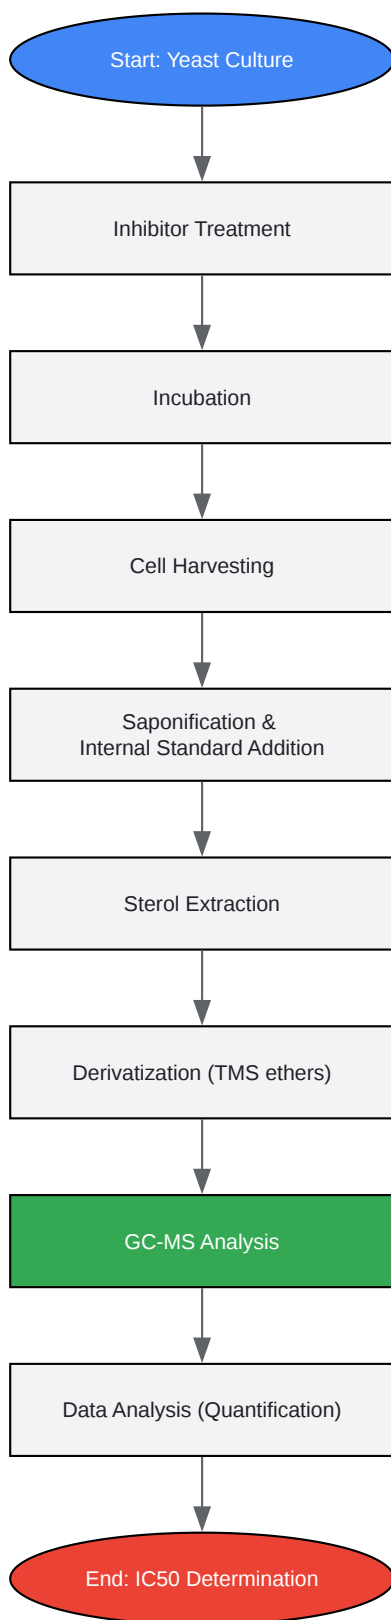 Start: Yeast Culture
Inhibitor Treatment
Incubation
Cell Harvesting
Saponification &
Internal Standard Addition
Sterol Extraction
Derivatization (TMS ethers)
GC-MS Analysis
Data Analysis (Quantification)
End: IC50 Determination